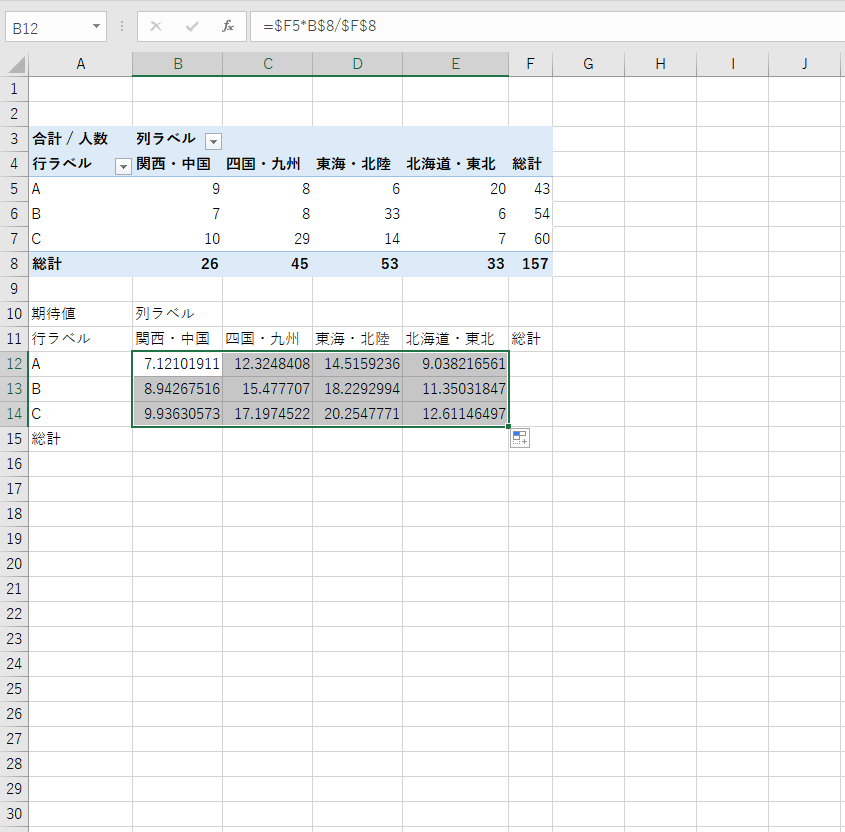 B12 fx =$F5*B$8/$F$8
A B C D E F G H I J
1
2
3 合計 / 人数 列ラベル
4 行ラベル 関西・中国 四国・九州 東海・北陸 北海道・東北 総計
5 A 9 8 6 20 43
6 B 7 8 33 6 54
7 C 10 29 14 7 60
8 総計 26 45 53 33 157
9
10 期待値 列ラベル
11 行ラベル 関西・中国 四国・九州 東海・北陸 北海道・東北 総計
12 A 7.12101911 12.3248408 14.5159236 9.038216561
13 B 8.94267516 15.477707 18.2292994 11.35031847
14 C 9.93630573 17.1974522 20.2547771 12.61146497
15 総計
16
17
18
19
20
21
22
23
24
25
26
27
28
29
30